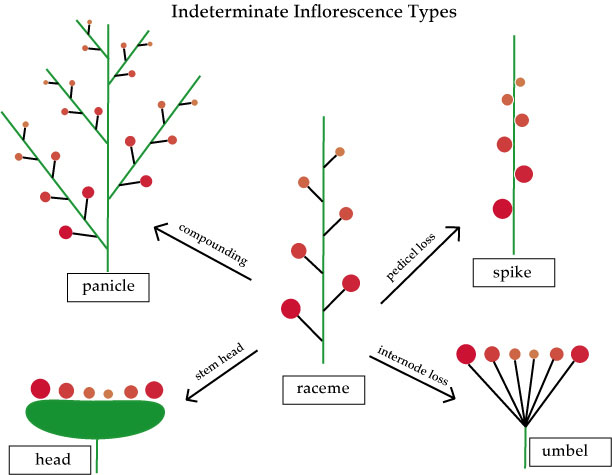 Indeterminate Inflorescence Types
compounding
pedicel loss
panicle
spike
stem head
internode loss
raceme
head
umbel